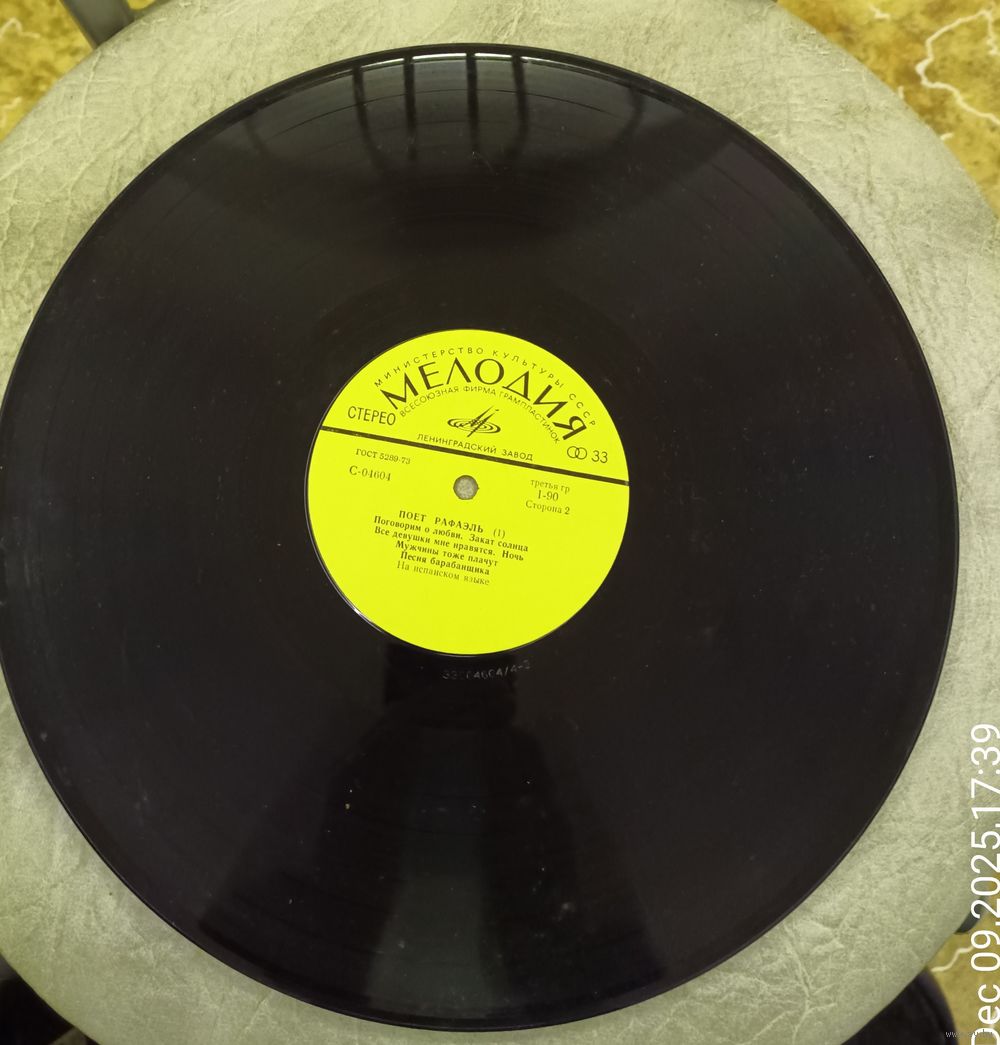 МИНИСТЕРСТВО КУЛЬТУРЫ СССР
МЕЛОДИЯ
ВСЕСОЮЗНАЯ ФИРМА ГРАМПЛАСТИНОК
СТЕРЕО
ЛЕНИНГРАДСКИЙ ЗАВОД
33
ГОСТ 5289-73
С-04604
третья гр
1-90
Сторона 2
ПОЕТ РАФАЭЛЬ (1)
Поговорим о любви. Закат солнца
Все девушки мне нравятся. Ночь
Мужчины тоже плачут
Песня барабанщика
На испанском языке
Dec 09,2025,17:39